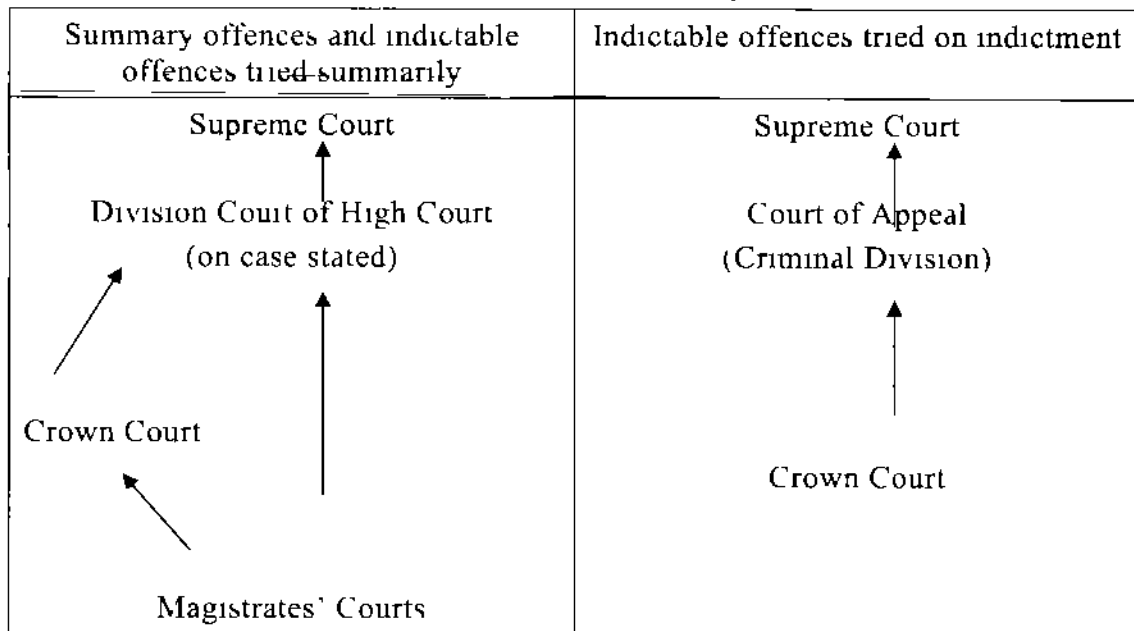 Summary offences and indictable
offences tried summarily
Indictable offences tried on indictment
Supreme Court
Division Court of High Court
(on case stated)
Crown Court
Magistrates' Courts
Supreme Court
Court of Appeal
(Criminal Division)
Crown Court